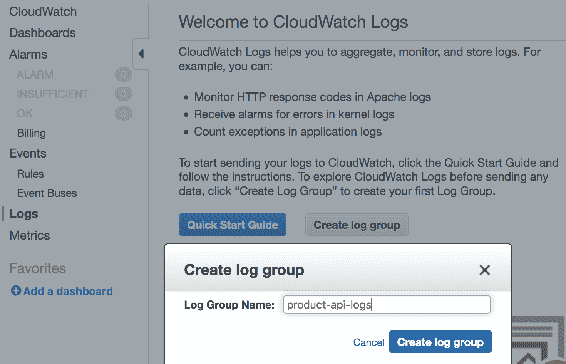 CloudWatch
Dashboards
Alarms
ALARM
INSUFFICIENT
OK
Billing
Events
Rules
Event Buses
Logs
Metrics
Favorites
Add a dashboard
Welcome to CloudWatch Logs
CloudWatch Logs helps you to aggregate, monitor, and store logs. For
example, you can:
Monitor HTTP response codes in Apache logs
Receive alarms for errors in kernel logs
Count exceptions in application logs
To start sending your logs to CloudWatch, click the Quick Start Guide and
follow the instructions. To explore CloudWatch Logs before sending any
data, click “Create Log Group” to create your first Log Group.
Quick Start Guide Create log group
Create log group
Log Group Name: product-api-logs
Cancel Create log group